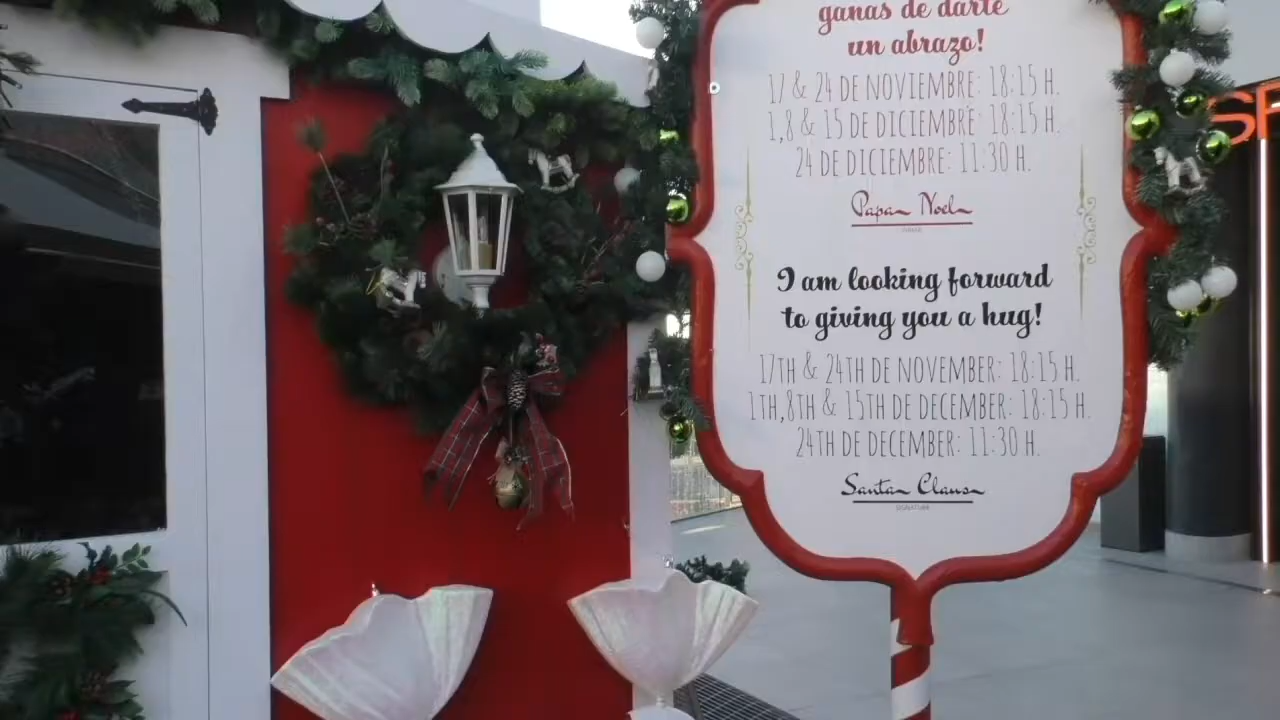 ganas de darte
un abrazo!
17 & 24 DE NOVIEMBRE: 18:15 H.
1,8 & 15 DE DICIEMBRE: 18:15 H.
24 DE DICIEMBRE: 11:30 H.
Papa Noel
FIRMA
I am looking forward
to giving you a hug!
17TH & 24TH DE NOVEMBER: 18:15 H.
1TH,8TH & 15TH DE DECEMBER: 18:15 H.
24TH DE DECEMBER: 11:30 H.
Santa Claus
SIGNATURE